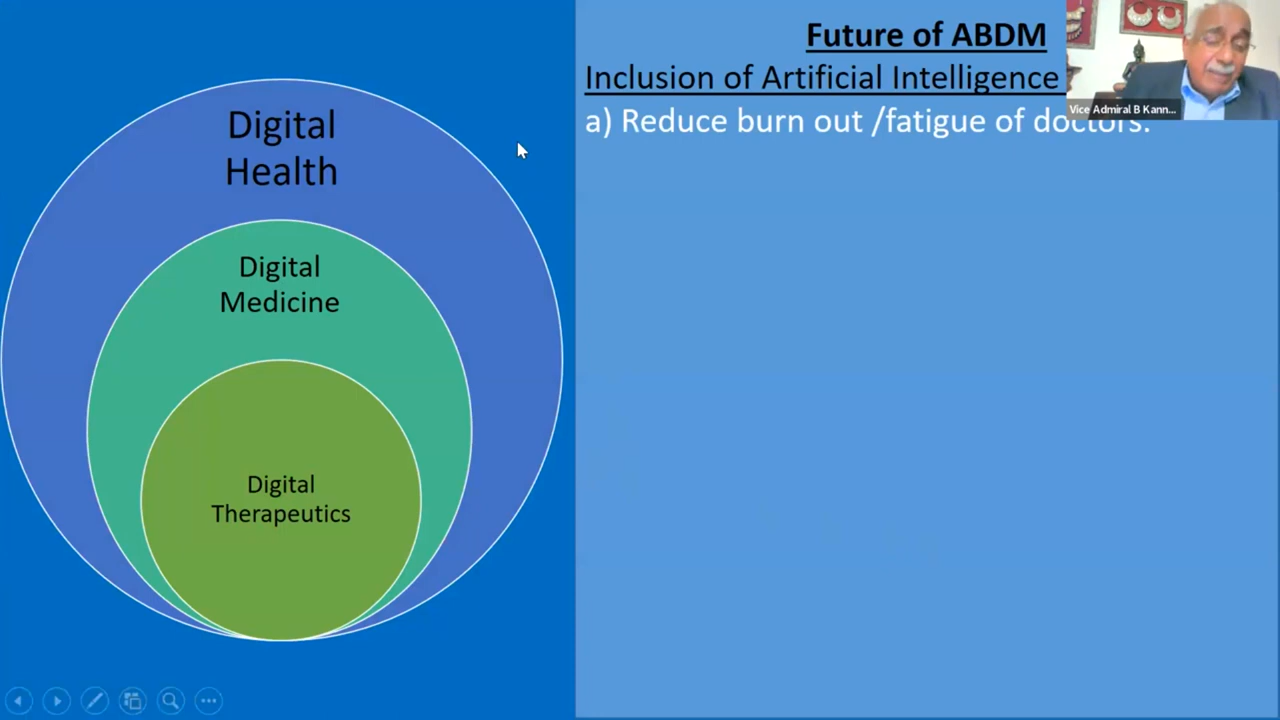 Digital
Health
Digital
Medicine
Digital
Therapeutics
Future of ABDM
Inclusion of Artificial Intelligence
a) Reduce burn out /fatigue of doctors.
Vice Admiral B Kann...